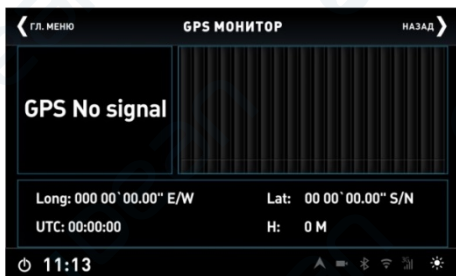 ГЛ. МЕНЮ
GPS МОНИТОР
НАЗАД
GPS No signal
Long: 000 00`00.00" E/W
Lat: 00 00`00.00" S/N
UTC: 00:00:00
H: 0 M
11:13
3G